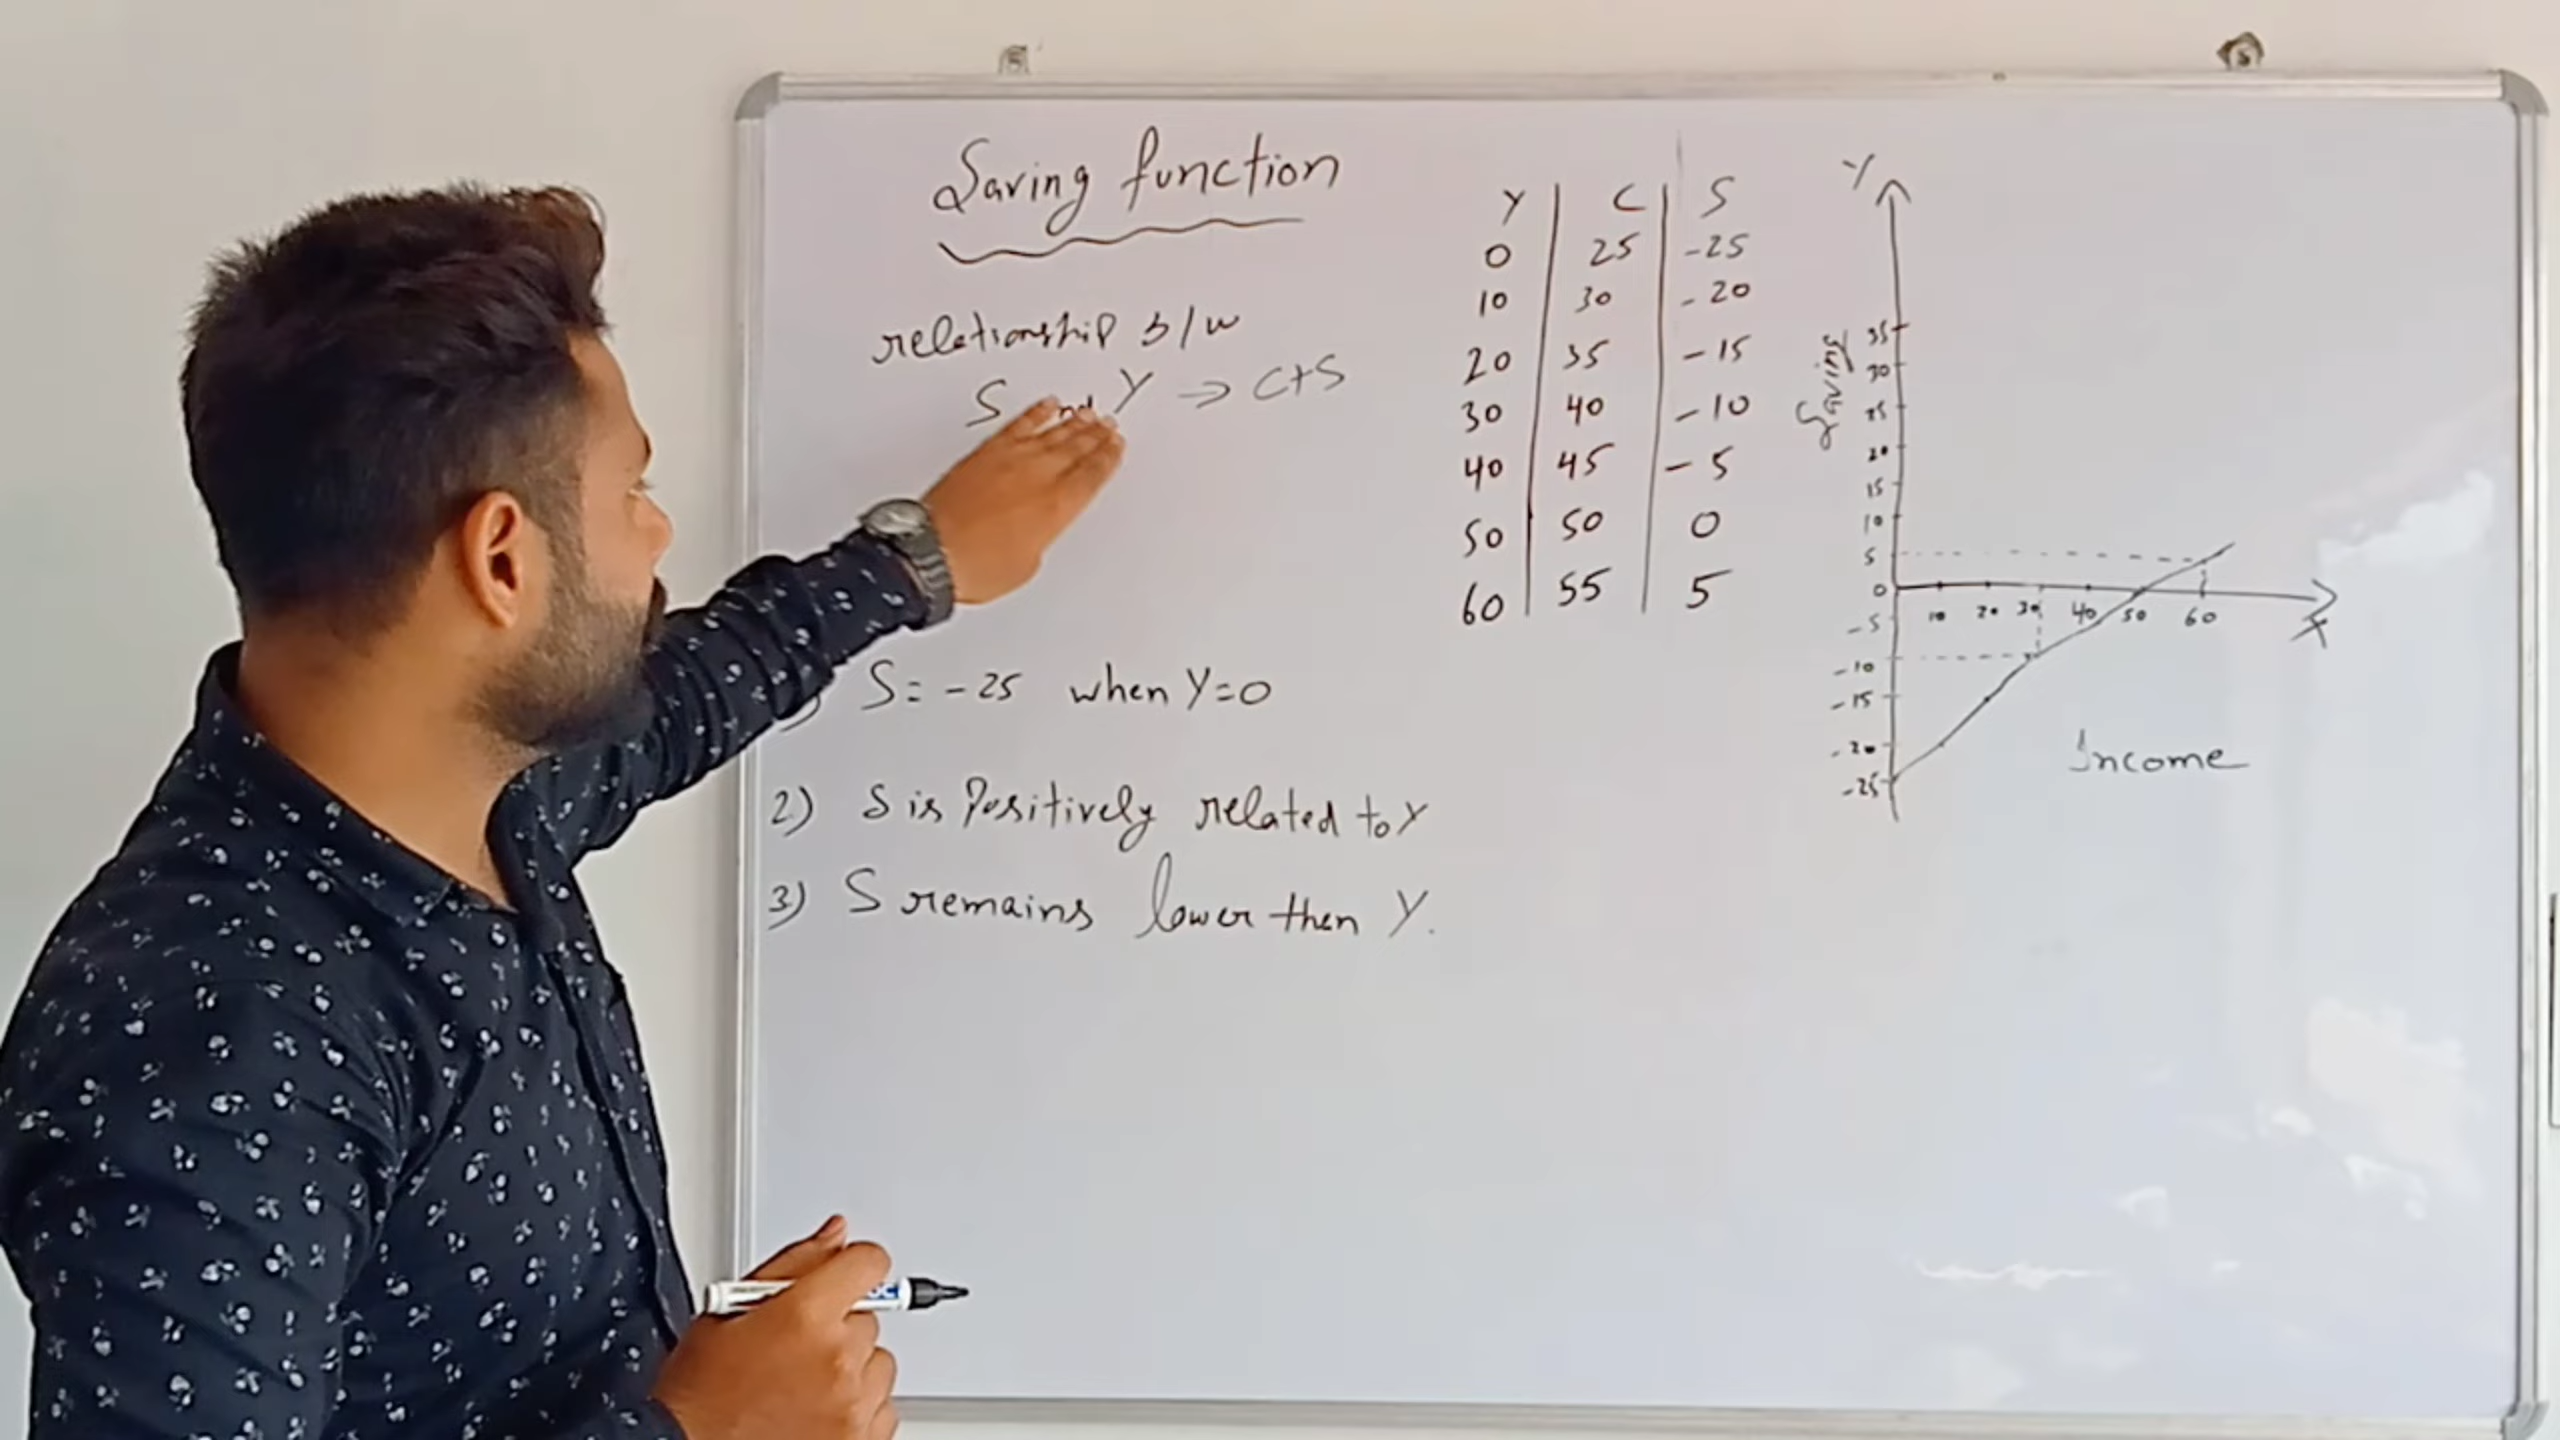 Saving function
relationship b/w
S and Y → C+S
S = -25 when Y=0
2) S is Positively related to Y
3) S remains lower then Y.
Y C S
0 25 -25
10 30 -20
20 35 -15
30 40 -10
40 45 -5
50 50 0
60 55 5
Y
Saving
35
30
25
20
15
10
5
0
-5
-10
-15
-20
-25
10 20 30 40 50 60
X
Income